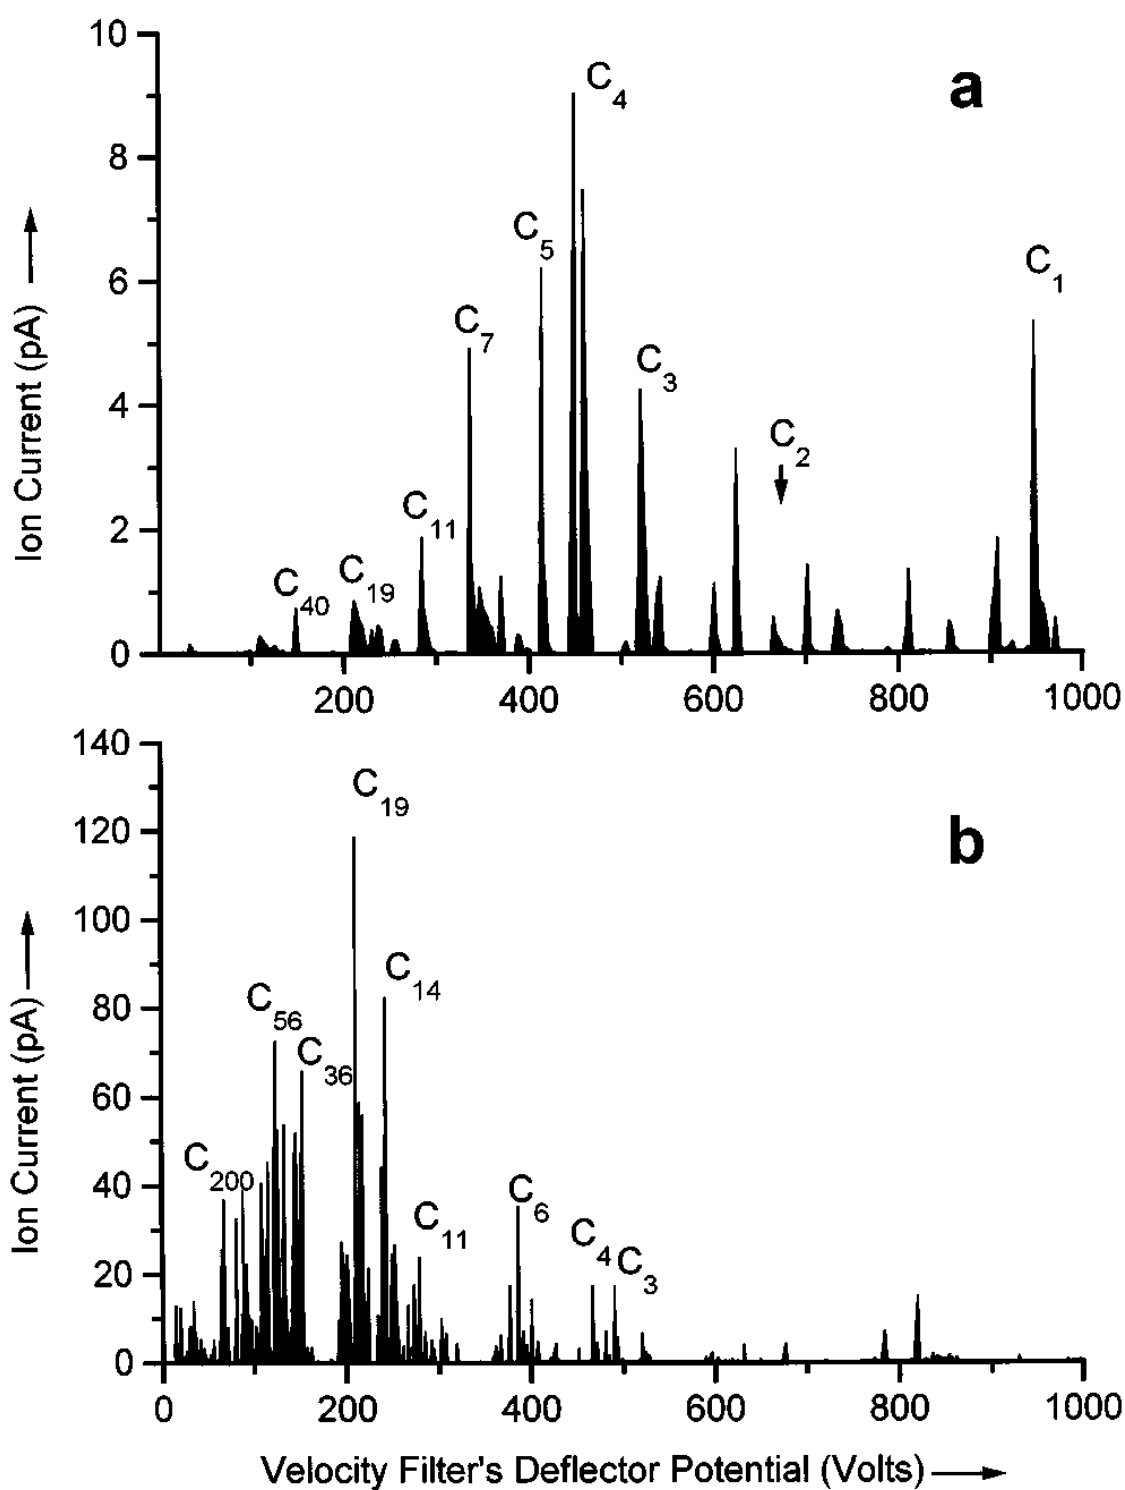 10
8
6
4
2
0
Ion Current (pA)
a
C4
C5
C1
C7
C3
C2
C11
C19
C40
200 400 600 800 1000
140
120
100
80
60
40
20
0
Ion Current (pA)
b
C19
C14
C56
C36
C200
C6
C11
C4
C3
0 200 400 600 800 1000
Velocity Filter's Deflector Potential (Volts)